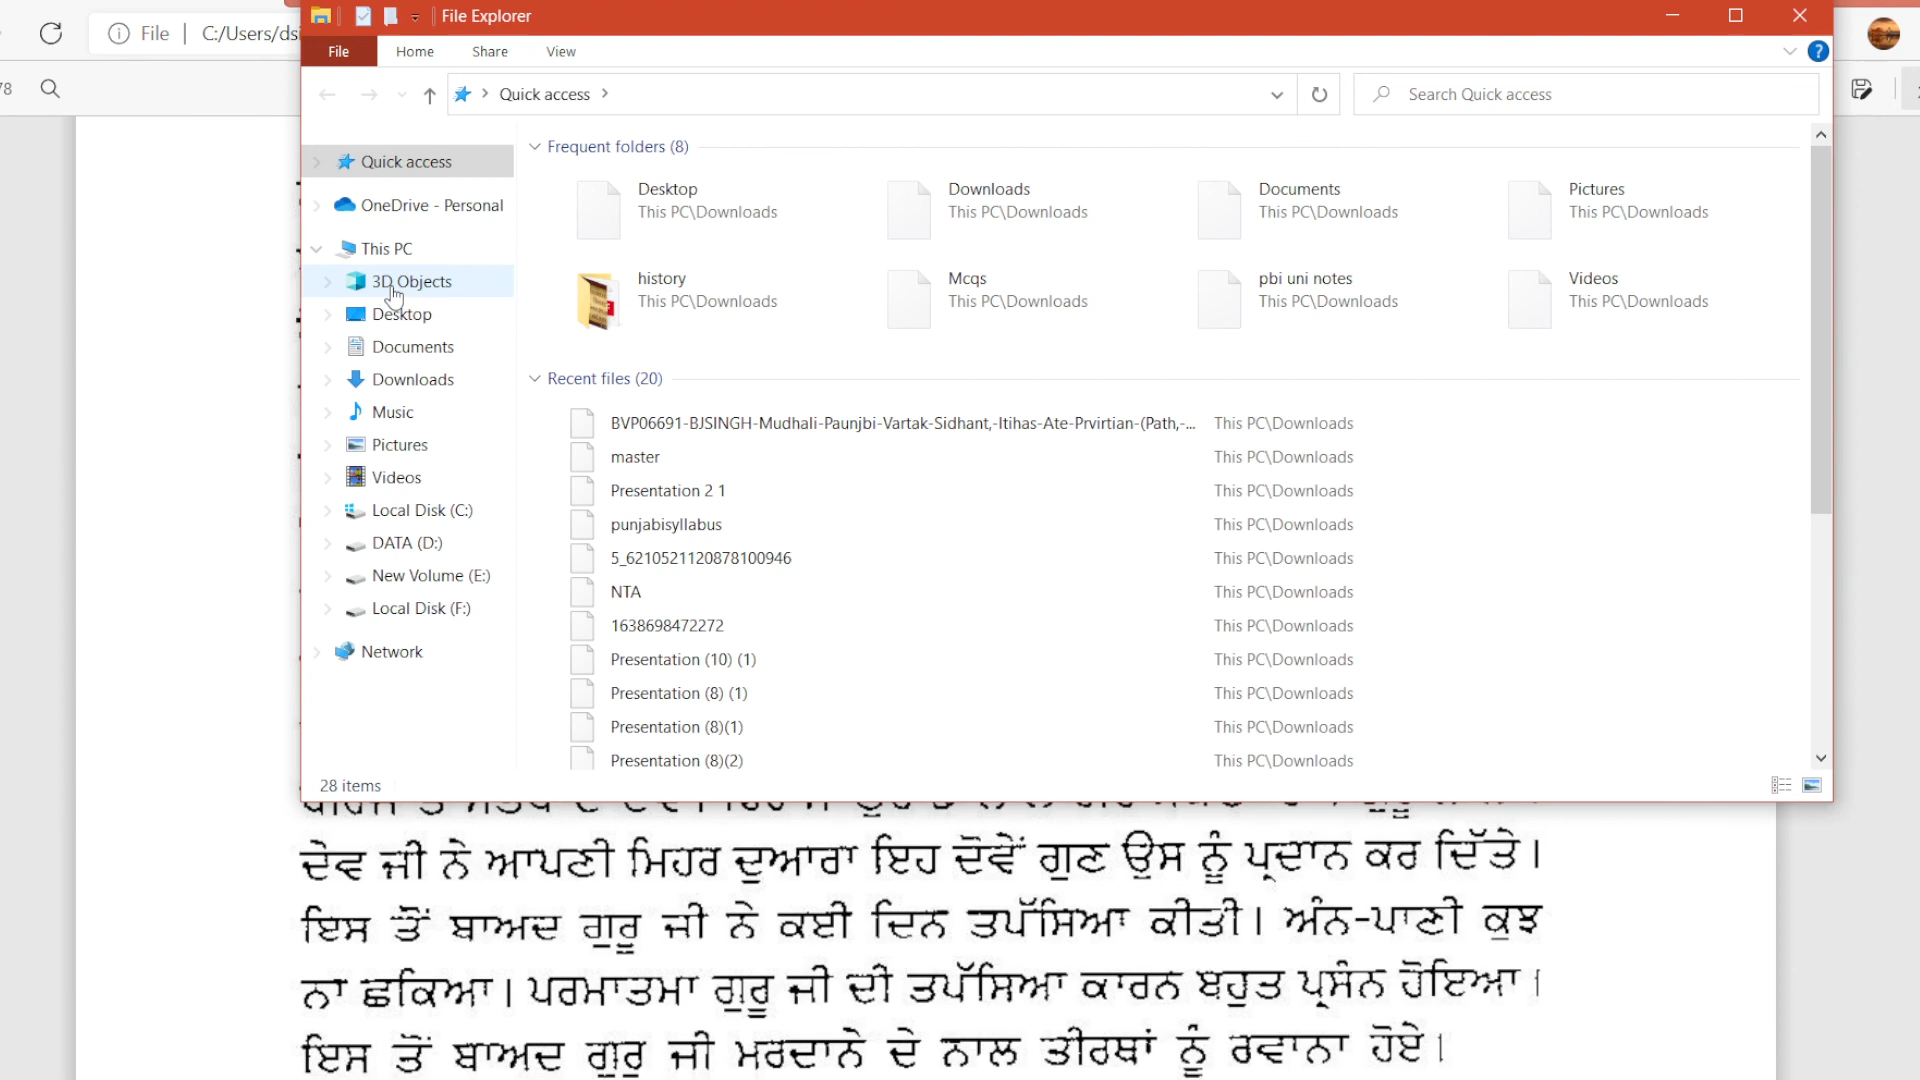 File Explorer
File | C:/Users/dsi
File Home Share View
78
Quick access
Search Quick access
Quick access
OneDrive - Personal
This PC
3D Objects
Desktop
Documents
Downloads
Music
Pictures
Videos
Local Disk (C:)
DATA (D:)
New Volume (E:)
Local Disk (F:)
Network
Frequent folders (8)
Desktop
This PC\Downloads
Downloads
This PC\Downloads
Documents
This PC\Downloads
Pictures
This PC\Downloads
history
This PC\Downloads
Mcqs
This PC\Downloads
pbi uni notes
This PC\Downloads
Videos
This PC\Downloads
Recent files (20)
BVP06691-BJSINGH-Mudhali-Paunjbi-Vartak-Sidhant,-Itihas-Ate-Prvirtian-(Path,-... This PC\Downloads
master This PC\Downloads
Presentation 2 1 This PC\Downloads
punjabisyllabus This PC\Downloads
5_6210521120878100946 This PC\Downloads
NTA This PC\Downloads
1638698472272 This PC\Downloads
Presentation (10) (1) This PC\Downloads
Presentation (8) (1) This PC\Downloads
Presentation (8)(1) This PC\Downloads
Presentation (8)(2) This PC\Downloads
28 items
ਦੇਵ ਜੀ ਨੇ ਆਪਣੀ ਮਿਹਰ ਦੁਆਰਾ ਇਹ ਦੋਵੇਂ ਗੁਣ ਉਸ ਨੂੰ ਪ੍ਰਦਾਨ ਕਰ ਦਿੱਤੇ।
ਇਸ ਤੋਂ ਬਾਅਦ ਗੁਰੂ ਜੀ ਨੇ ਕਈ ਦਿਨ ਤਪੱਸਿਆ ਕੀਤੀ। ਅੰਨ-ਪਾਣੀ ਕੁਝ
ਨਾ ਛਕਿਆ। ਪਰਮਾਤਮਾ ਗੁਰੂ ਜੀ ਦੀ ਤਪੱਸਿਆ ਕਾਰਨ ਬਹੁਤ ਪ੍ਰਸੰਨ ਹੋਇਆ।
ਇਸ ਤੋਂ ਬਾਅਦ ਗੁਰੂ ਜੀ ਮਰਦਾਨੇ ਦੇ ਨਾਲ ਤੀਰਥਾਂ ਨੂੰ ਰਵਾਨਾ ਹੋਏ।